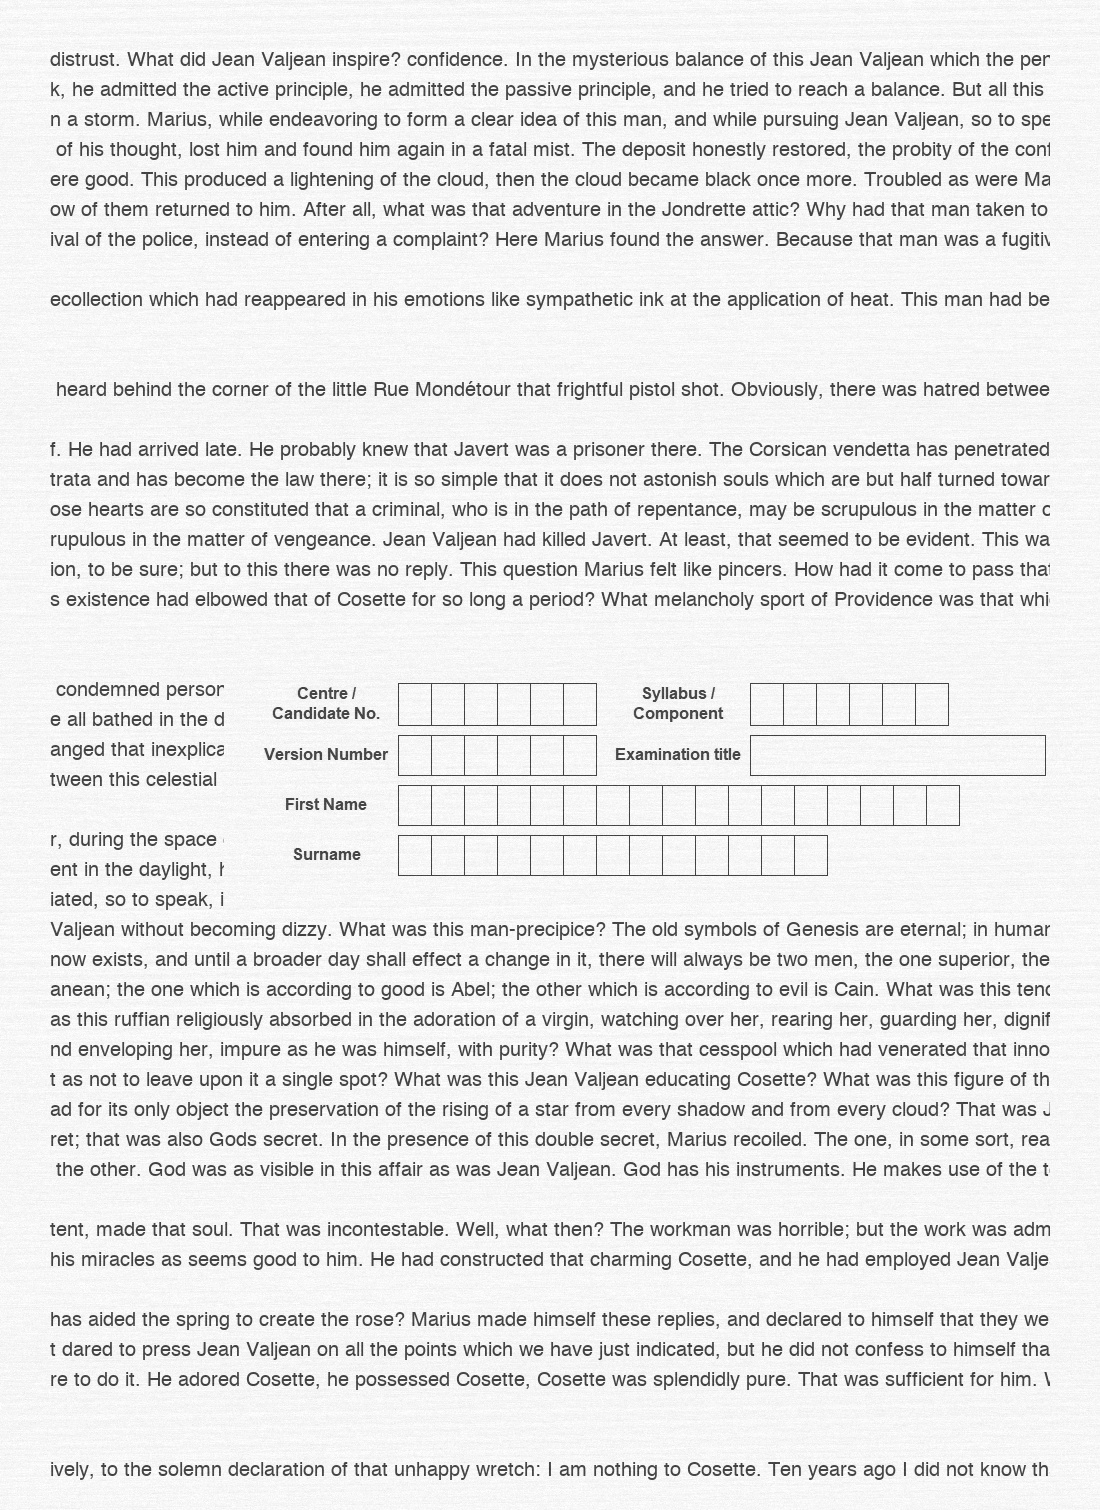 distrust. What did Jean Valjean inspire? confidence. In the mysterious balance of this Jean Valjean which the
k, he admitted the active principle, he admitted the passive principle, and he tried to reach a balance. But all this
n a storm. Marius, while endeavoring to form a clear idea of this man, and while pursuing Jean Valjean, so to spe
of his thought, lost him and found him again in a fatal mist. The deposit honestly restored, the probity of the
ere good. This produced a lightening of the cloud, then the cloud became black once more. Troubled as were Ma
ow of them returned to him. After all, what was that adventure in the Jondrette attic? Why had that man taken to
ival of the police, instead of entering a complaint? Here Marius found the answer. Because that man was a
ecollection which had reappeared in his emotions like sympathetic ink at the application of heat. This man had be
heard behind the corner of the little Rue Mondétour that frightful pistol shot. Obviously, there was hatred betwee
f. He had arrived late. He probably knew that Javert was a prisoner there. The Corsican vendetta has penetrated
trata and has become the law there; it is so simple that it does not astonish souls which are but half turned towar
ose hearts are so constituted that a criminal, who is in the path of repentance, may be scrupulous in the matter
rupulous in the matter of vengeance. Jean Valjean had killed Javert. At least, that seemed to be evident. This wa
ion, to be sure; but to this there was no reply. This question Marius felt like pincers. How had it come to pass that
s existence had elbowed that of Cosette for so long a period? What melancholy sport of Providence was that whi
condemned person
e all bathed in the d
anged that inexplica
tween this celestial
r, during the space
ent in the daylight,
iated, so to speak, i
Centre /
Candidate No.
Syllabus /
Component
Version Number
Examination title
First Name
Surname
Valjean without becoming dizzy. What was this man-precipice? The old symbols of Genesis are eternal; in human
now exists, and until a broader day shall effect a change in it, there will always be two men, the one superior, the
anean; the one which is according to good is Abel; the other which is according to evil is Cain. What was this
as this ruffian religiously absorbed in the adoration of a virgin, watching over her, rearing her, guarding her, dignif
nd enveloping her, impure as he was himself, with purity? What was that cesspool which had venerated that inno
t as not to leave upon it a single spot? What was this Jean Valjean educating Cosette? What was this figure of th
ad for its only object the preservation of the rising of a star from every shadow and from every cloud? That was
ret; that was also Gods secret. In the presence of this double secret, Marius recoiled. The one, in some sort, rea
the other. God was as visible in this affair as was Jean Valjean. God has his instruments. He makes use of the
tent, made that soul. That was incontestable. Well, what then? The workman was horrible; but the work was adm
his miracles as seems good to him. He had constructed that charming Cosette, and he had employed Jean Valje
has aided the spring to create the rose? Marius made himself these replies, and declared to himself that they we
t dared to press Jean Valjean on all the points which we have just indicated, but he did not confess to himself tha
re to do it. He adored Cosette, he possessed Cosette, Cosette was splendidly pure. That was sufficient for him.
ively, to the solemn declaration of that unhappy wretch: I am nothing to Cosette. Ten years ago I did not know th